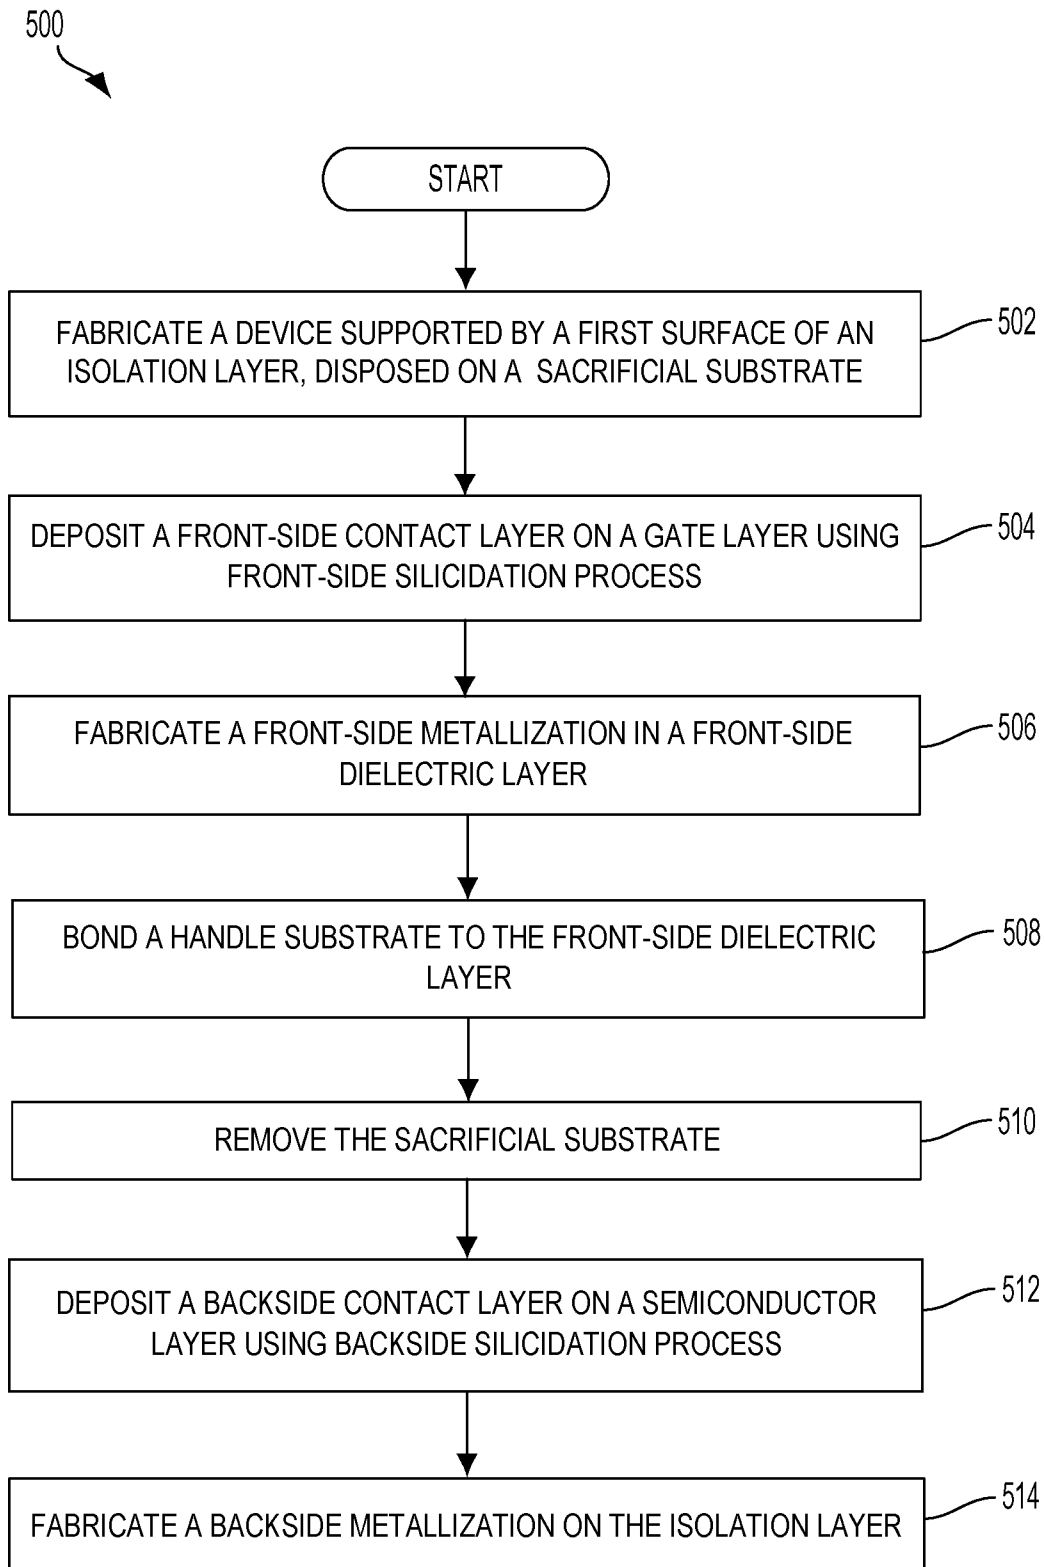 500
START
FABRICATE A DEVICE SUPPORTED BY A FIRST SURFACE OF AN
ISOLATION LAYER, DISPOSED ON A SACRIFICIAL SUBSTRATE
502
DEPOSIT A FRONT-SIDE CONTACT LAYER ON A GATE LAYER USING
FRONT-SIDE SILICIDATION PROCESS
504
FABRICATE A FRONT-SIDE METALLIZATION IN A FRONT-SIDE
DIELECTRIC LAYER
506
BOND A HANDLE SUBSTRATE TO THE FRONT-SIDE DIELECTRIC
LAYER
508
REMOVE THE SACRIFICIAL SUBSTRATE
510
DEPOSIT A BACKSIDE CONTACT LAYER ON A SEMICONDUCTOR
LAYER USING BACKSIDE SILICIDATION PROCESS
512
FABRICATE A BACKSIDE METALLIZATION ON THE ISOLATION LAYER
514